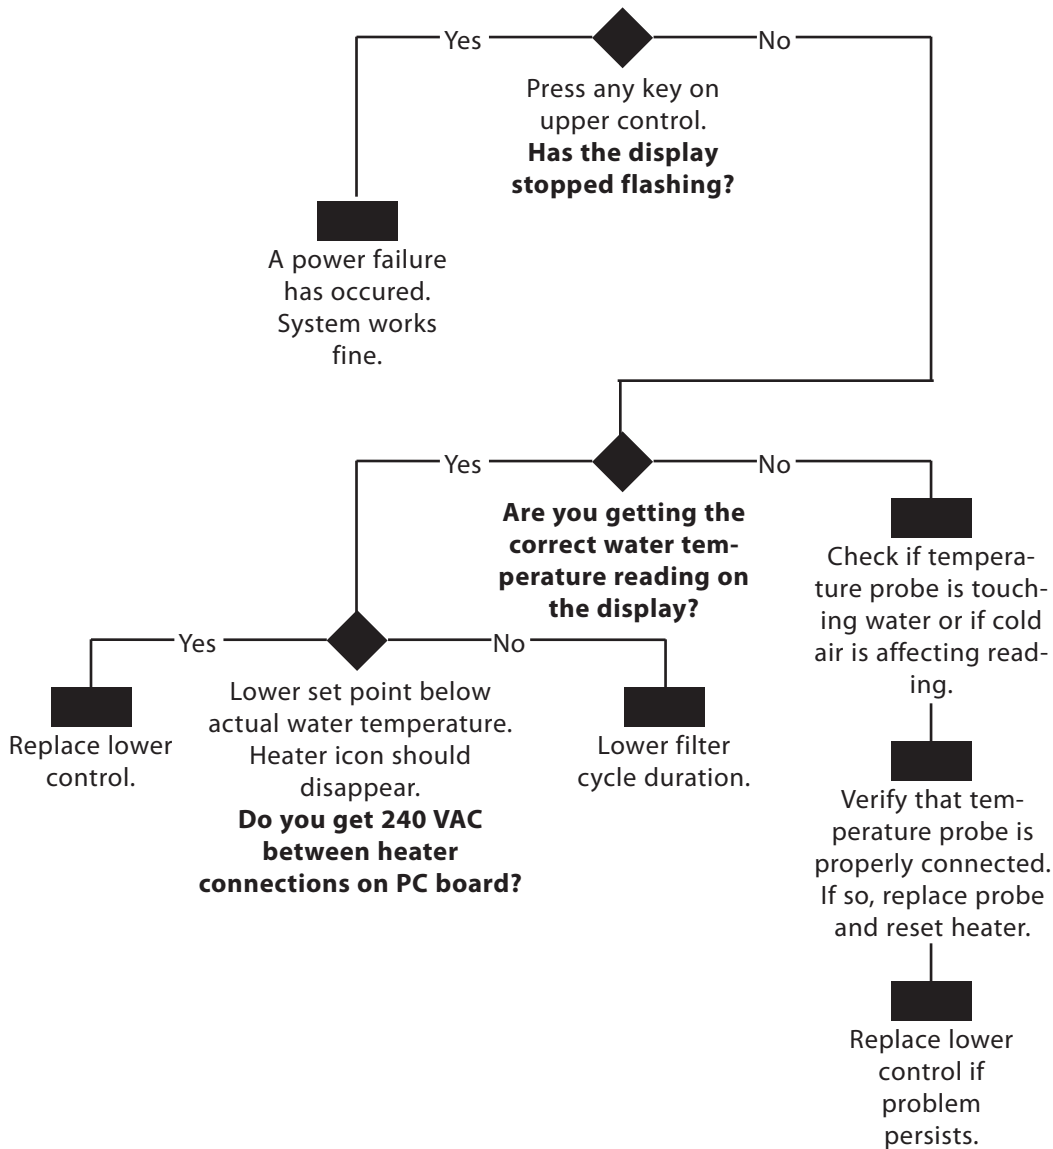 Yes
No
Press any key on
upper control.
Has the display
stopped flashing?
A power failure
has occured.
System works
fine.
Yes
No
Are you getting the
correct water tem-
perature reading on
the display?
Check if tempera-
ture probe is touch-
ing water or if cold
air is affecting read-
ing.
Yes
No
Replace lower
control.
Lower set point below
actual water temperature.
Heater icon should
disappear.
Do you get 240 VAC
between heater
connections on PC board?
Lower filter
cycle duration.
Verify that tem-
perature probe is
properly connected.
If so, replace probe
and reset heater.
Replace lower
control if
problem
persists.